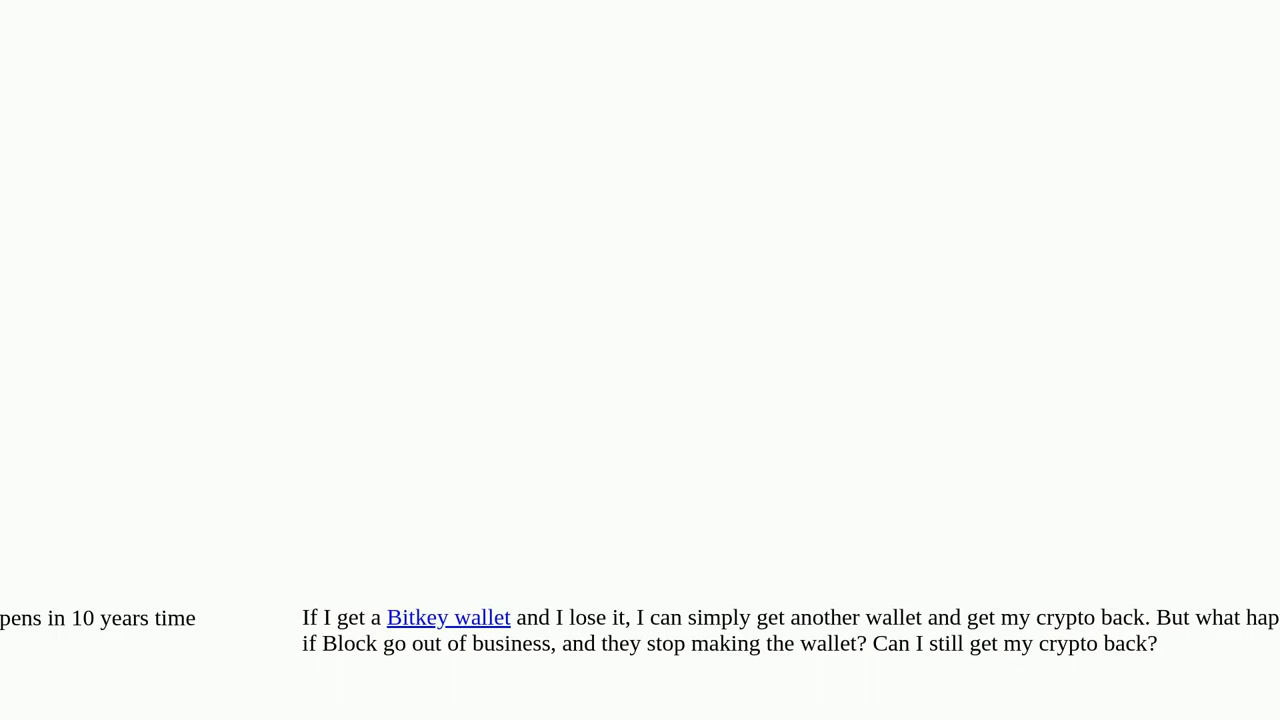 If I get a Bitkey wallet and I lose it, I can simply get another wallet and get my crypto back. But what hap
pens in 10 years time
if Block go out of business, and they stop making the wallet? Can I still get my crypto back?